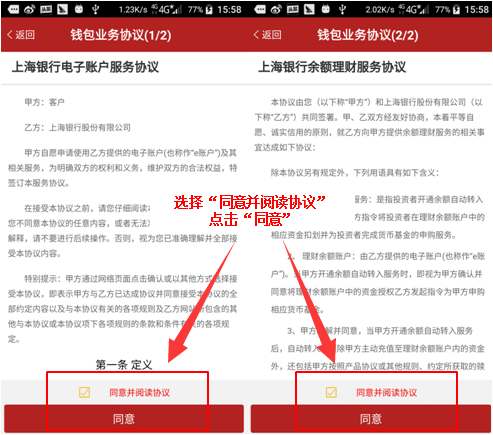 1.23K/s 4G 4G 77% 15:58
返回
钱包业务协议(1/2)
上海银行电子账户服务协议
甲方：客户
乙方：上海银行股份有限公司
甲方自愿申请使用乙方提供的电子账户(也称作“e账户”)及其
相关服务，为明确双方的权利和义务，维护双方的合法权益，特
签订本服务协议。
在接受本协议之前，请您仔细阅读本
您不同意本协议的任意内容，或者无法
解释，请不要进行后续操作。否则，视为您已准确理解并全部接
受本协议内容。
特别提示：甲方通过网络页面点击确认或以其他方式选择接
受本协议，即表示甲方与乙方已达成协议并同意接受本协议的全
部约定内容以及与本协议有关的各项规则及乙方网站所包含的其
他与本协议或本协议项下各项规则的条款和条件有关的各项规
定。
第一条 定义
同意并阅读协议
同意
2.02K/s 4G 4G 77% 15:58
返回
钱包业务协议(2/2)
上海银行余额理财服务协议
本协议由您（以下称“甲方”）和上海银行股份有限公司（以
下称“乙方”）共同签署。甲、乙双方经友好协商，本着平等自
愿、诚实信用的原则，就乙方向甲方提供余额理财服务的相关事
宜达成如下协议：
除本协议另有规定外，下列用语具有如下含义：
服务：是指投资者开通余额自动转入
方指令将投资者在理财余额账户中的
相应资金扣划并为投资者完成货币基金的申购服务。
2、 理财余额账户：由乙方提供的电子账户(也称作“e账
户”)。当甲方开通余额自动转入服务时，即视为甲方确认并
同意将理财余额账户中的资金授权乙方发起指令为甲方申购
相应货币基金。
3、甲方理解并同意，当甲方开通余额自动转入服务
后，自动转入 除甲方主动充值至理财余额账户内的资金
外，还包括甲方按照产品协议或其他规则、约定所获取的赎
同意并阅读协议
同意
选择“同意并阅读协议”
点击“同意”